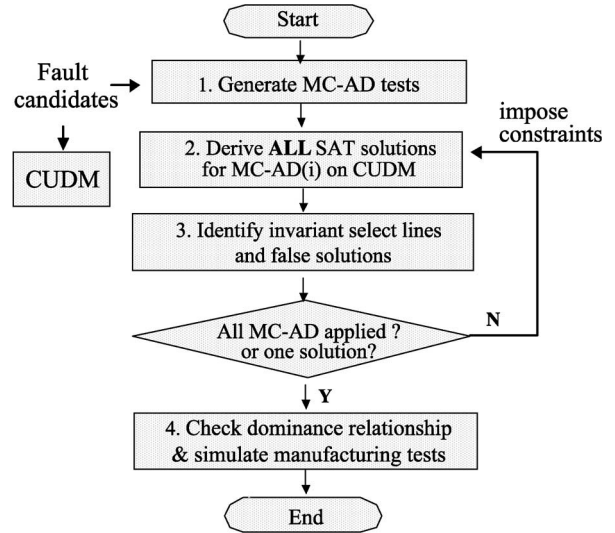 Start
Fault
candidates
1. Generate MC-AD tests
impose
constraints
CUDM
2. Derive ALL SAT solutions
for MC-AD(i) on CUDM
3. Identify invariant select lines
and false solutions
All MC-AD applied ?
or one solution?
N
Y
4. Check dominance relationship
& simulate manufacturing tests
End